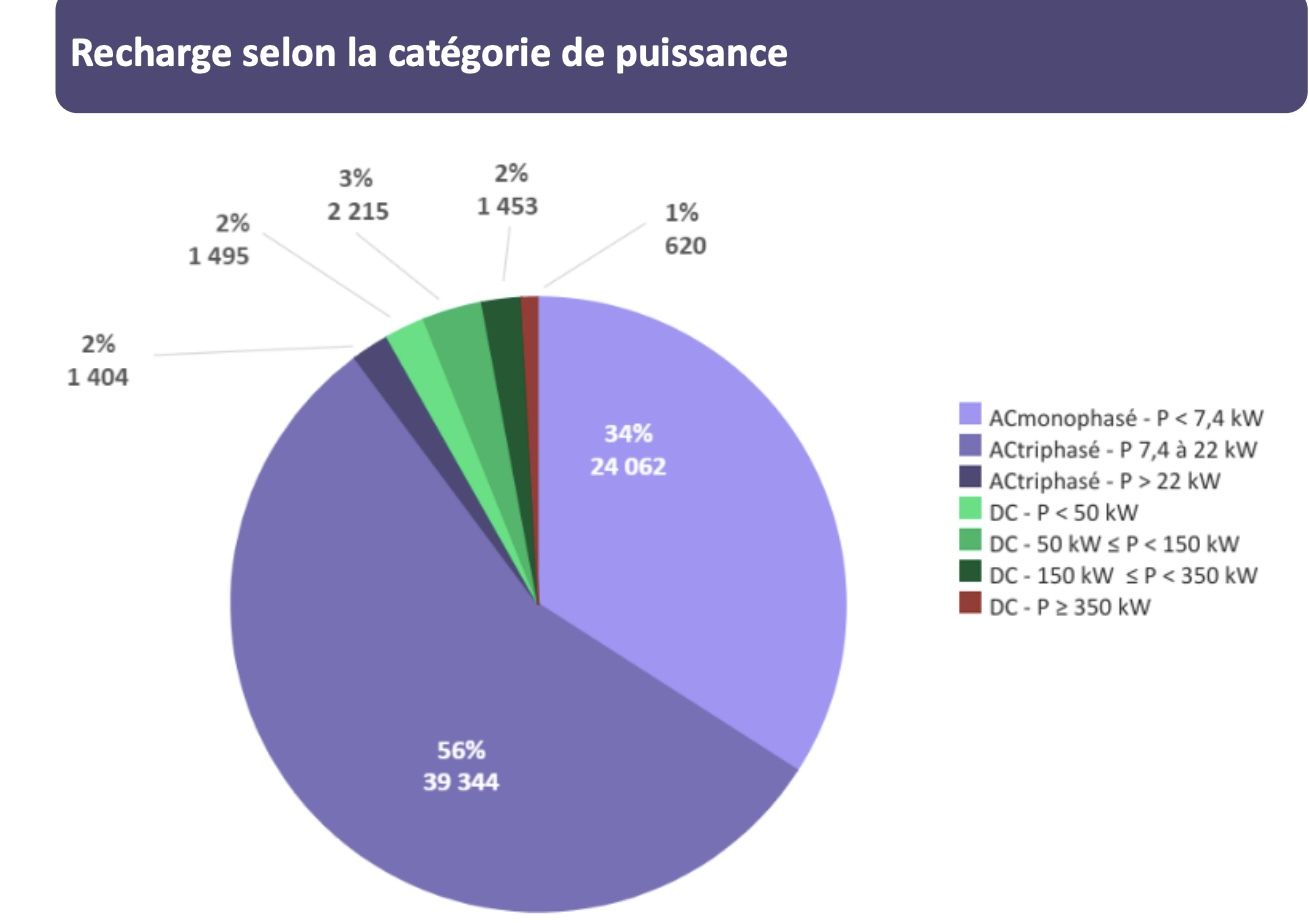 Recharge selon la catégorie de puissance
3%
2 215
2%
1 453
2%
1 495
1%
620
2%
1 404
34%
24 062
56%
39 344
ACmonophasé - P < 7,4 kW
ACtriphasé - P 7,4 à 22 kW
ACtriphasé - P > 22 kW
DC - P < 50 kW
DC - 50 kW ≤ P < 150 kW
DC - 150 kW  ≤ P < 350 kW
DC - P ≥ 350 kW